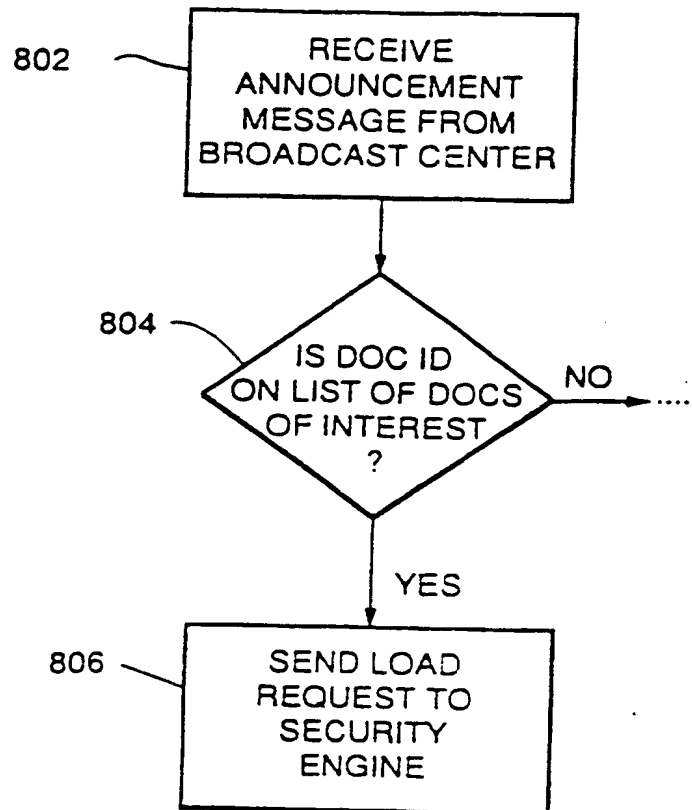 802
RECEIVE
ANNOUNCEMENT
MESSAGE FROM
BROADCAST CENTER
804
IS DOC ID
ON LIST OF DOCS
OF INTEREST
?
NO
....
YES
806
SEND LOAD
REQUEST TO
SECURITY
ENGINE